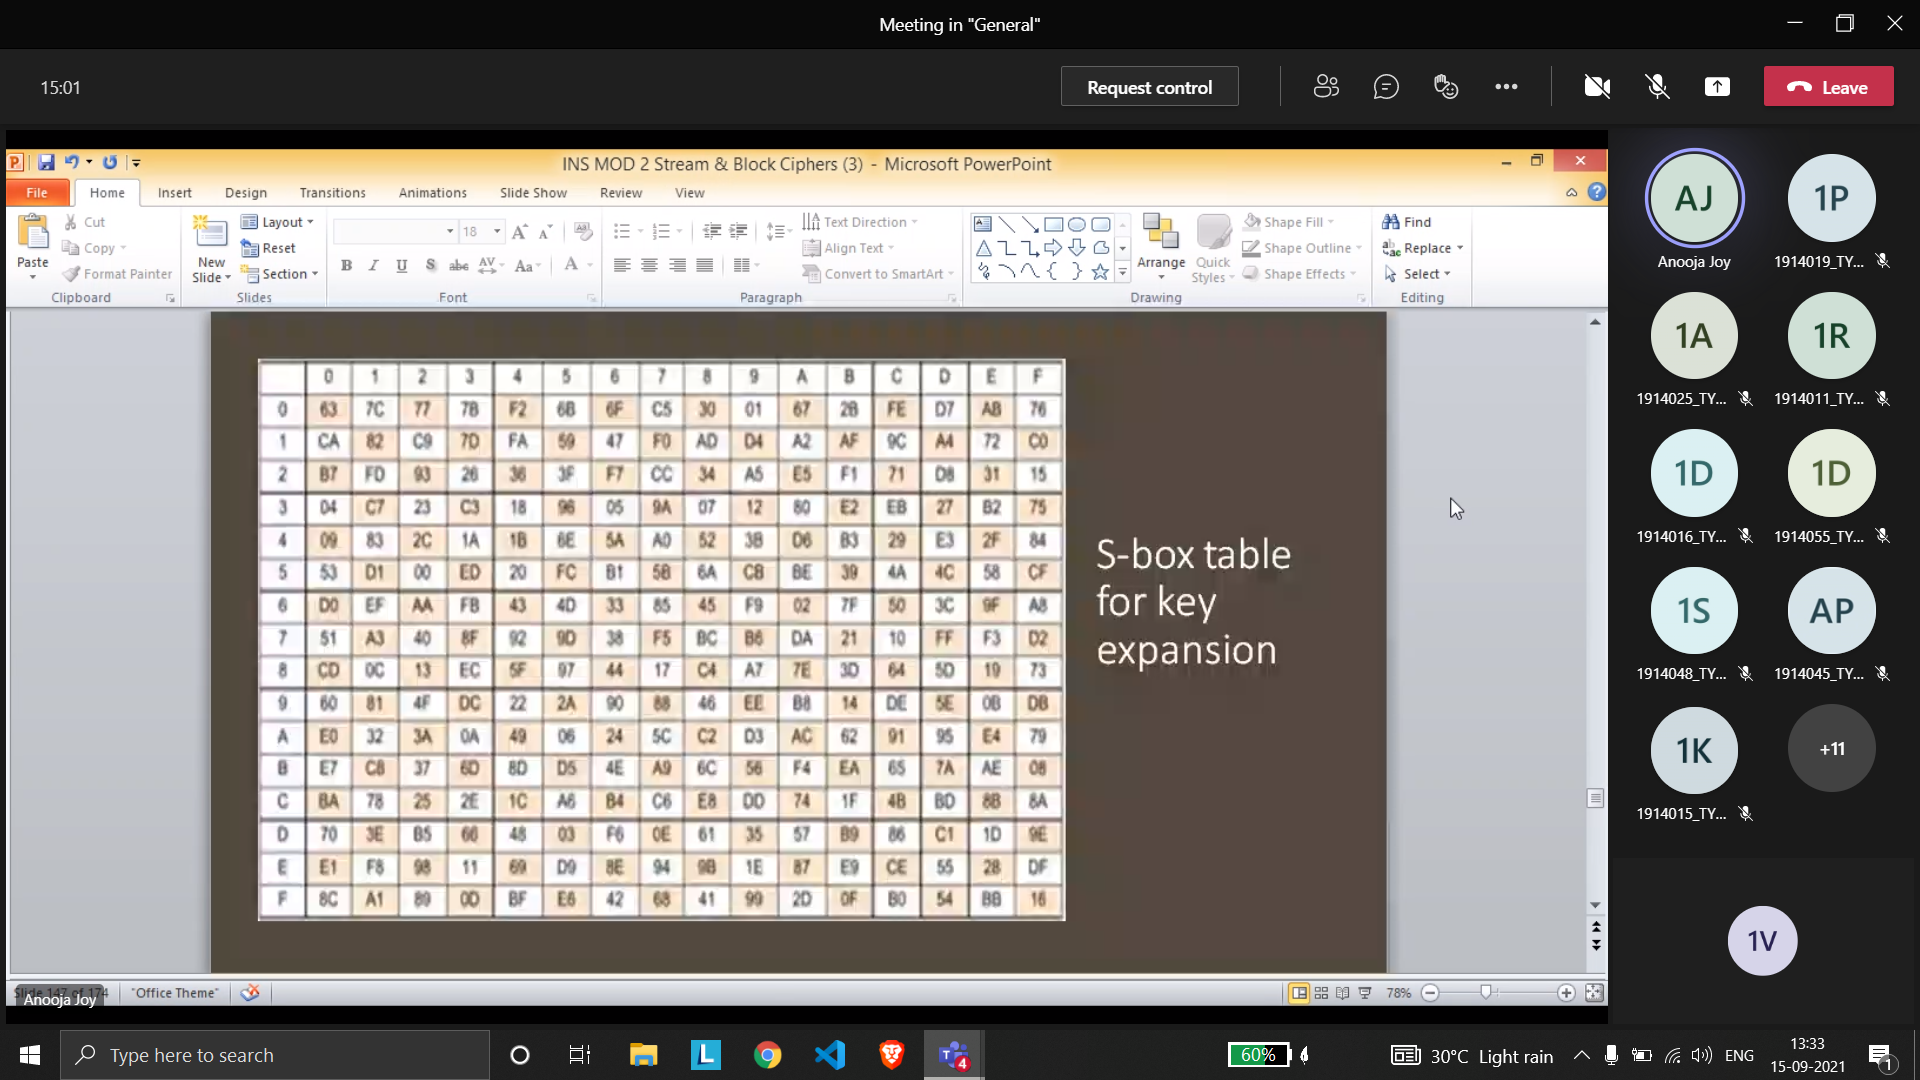 Meeting in "General"
15:01
Request control
Leave
INS MOD 2 Stream & Block Ciphers (3) - Microsoft PowerPoint
File Home Insert Design Transitions Animations Slide Show Review View
Paste
Cut
Copy
Format Painter
Clipboard
New Slide
Layout
Reset
Section
Slides
18
Font
Text Direction
Align Text
Convert to SmartArt
Paragraph
Arrange
Quick Styles
Shape Fill
Shape Outline
Shape Effects
Drawing
Find
Replace
Select
Editing
0 1 2 3 4 5 6 7 8 9 A B C D E F
0 63 7C 77 7B F2 6B 6F C5 30 01 67 2B FE D7 AB 76
1 CA 82 C9 7D FA 59 47 F0 AD D4 A2 AF 9C A4 72 C0
2 B7 FD 93 26 36 3F F7 CC 34 A5 E5 F1 71 D8 31 15
3 04 C7 23 C3 18 96 05 9A 07 12 80 E2 EB 27 B2 75
4 09 83 2C 1A 1B 6E 5A A0 52 3B D6 B3 29 E3 2F 84
5 53 D1 00 ED 20 FC B1 5B 6A CB BE 39 4A 4C 58 CF
6 D0 EF AA FB 43 4D 33 85 45 F9 02 7F 50 3C 9F A8
7 51 A3 40 8F 92 9D 38 F5 BC B6 DA 21 10 FF F3 D2
8 CD 0C 13 EC 5F 97 44 17 C4 A7 7E 3D 64 5D 19 73
9 60 81 4F DC 22 2A 90 88 46 EE B8 14 DE 5E 0B DB
A E0 32 3A 0A 49 06 24 5C C2 D3 AC 62 91 95 E4 79
B E7 C8 37 6D 8D D5 4E A9 6C 56 F4 EA 65 7A AE 08
C BA 78 25 2E 1C A6 B4 C6 E8 DD 74 1F 4B BD 8B 8A
D 70 3E B5 66 48 03 F6 0E 61 35 57 B9 86 C1 1D 9E
E E1 F8 98 11 69 D9 8E 94 9B 1E 87 E9 CE 55 28 DF
F 8C A1 89 0D BF E6 42 68 41 99 2D 0F B0 54 BB 16
S-box table
for key
expansion
Slide 147 of 174
"Office Theme"
78%
Anooja Joy
AJ
Anooja Joy
1P
1914019_TY...
1A
1914025_TY...
1R
1914011_TY...
1D
1914016_TY...
1D
1914055_TY...
1S
1914048_TY...
AP
1914045_TY...
1K
1914015_TY...
+11
1V
Type here to search
60%
30°C Light rain
ENG
13:33
15-09-2021
4
1